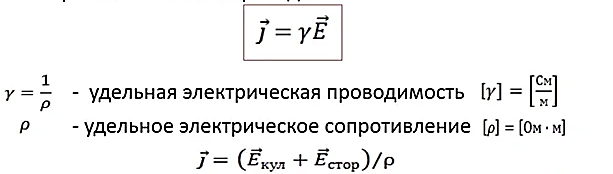 j⃗ = γE⃗
γ = 1/ρ - удельная электрическая проводимость [γ] = [См/м]
ρ - удельное электрическое сопротивление [ρ] = [Ом · м]
j⃗ = (E⃗кул + E⃗стор)/ρ